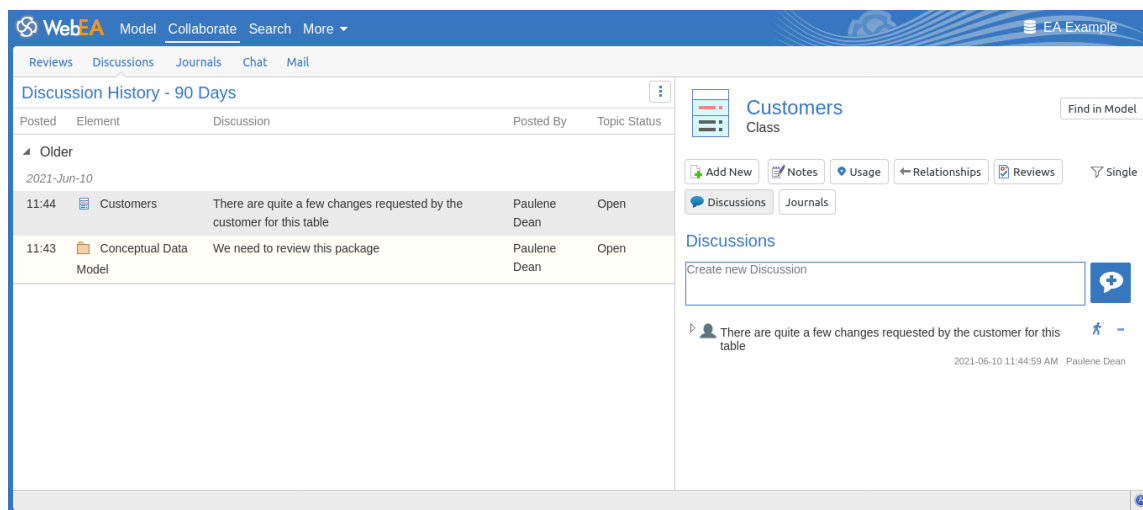 WebEA Model Collaborate Search More EA Example
Reviews Discussions Journals Chat Mail
Discussion History - 90 Days
Posted Element Discussion Posted By Topic Status
Older
2021-Jun-10
11:44 Customers There are quite a few changes requested by the Paulene Open
customer for this table Dean
11:43 Conceptual Data We need to review this package Paulene Open
Model Dean
Customers Find in Model
Class
Add New Notes Usage Relationships Reviews Single
Discussions Journals
Discussions
Create new Discussion
There are quite a few changes requested by the customer for this
table
2021-06-10 11:44:59 AM Paulene Dean